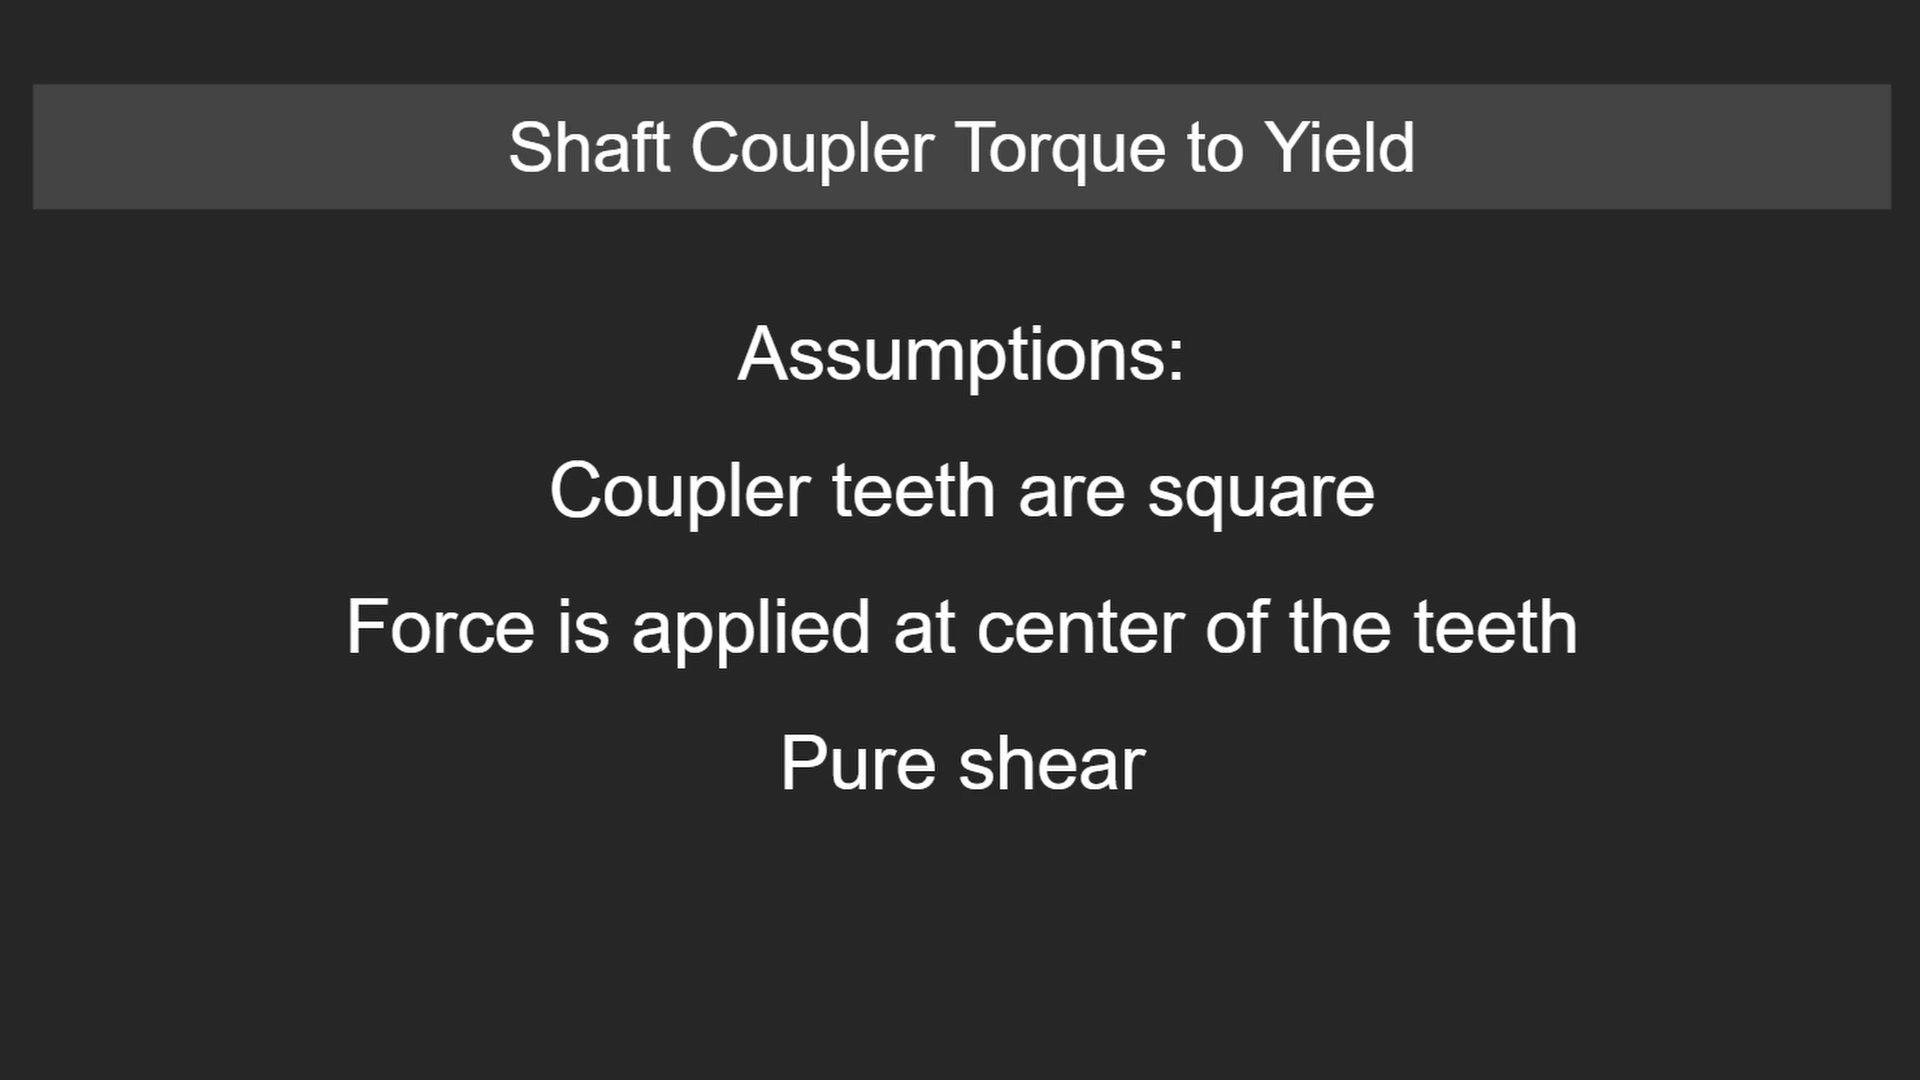 Shaft Coupler Torque to Yield
Assumptions:
Coupler teeth are square
Force is applied at center of the teeth
Pure shear